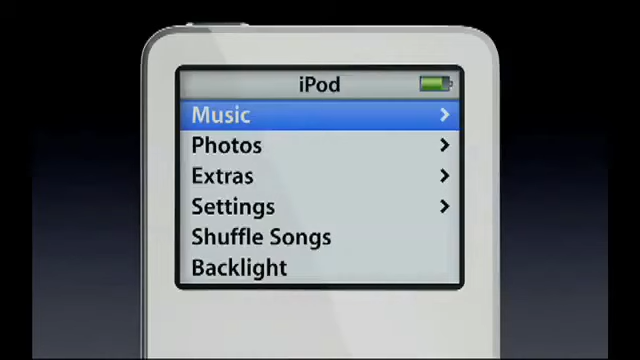 iPod
Music
Photos
Extras
Settings
Shuffle Songs
Backlight